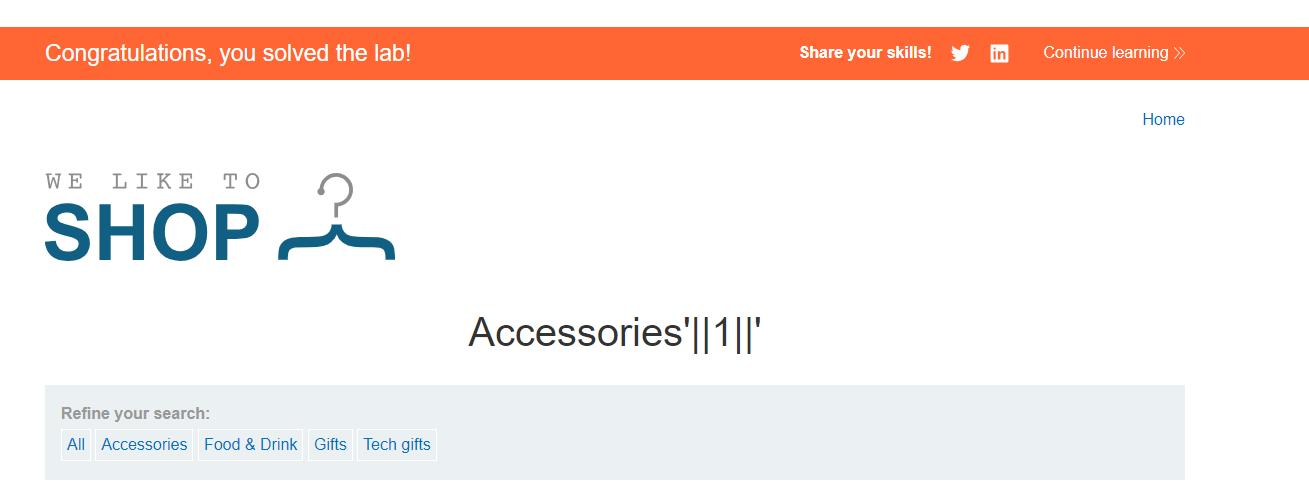 Congratulations, you solved the lab!
Share your skills! Continue learning
Home
WE LIKE TO
SHOP
Accessories'||1||'
Refine your search:
All Accessories Food & Drink Gifts Tech gifts